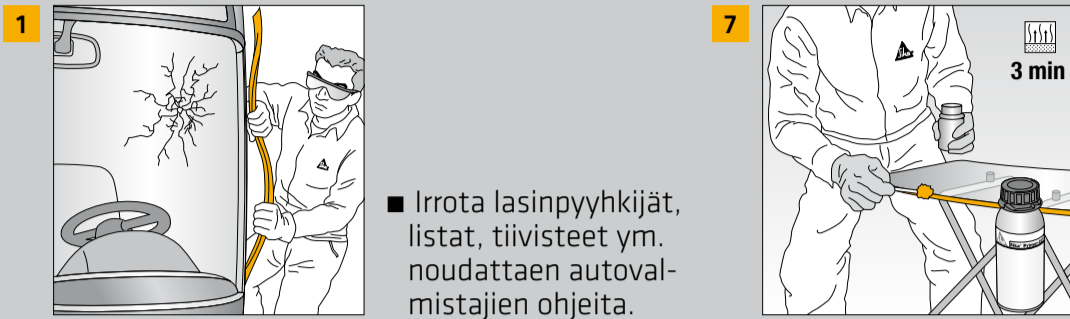 1
■ Irrota lasinpyyhkijät,
listat, tiivisteet ym.
noudattaen autoval-
mistajien ohjeita.
7
3 min